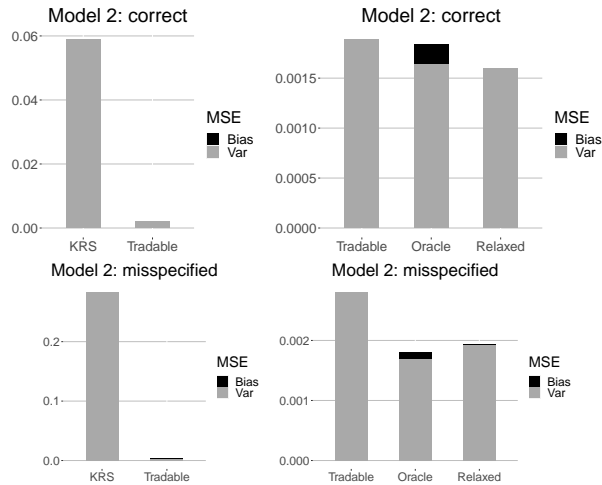 Model 2: correct
0.06
0.04
0.02
0.00
KRS
Tradable
MSE
Bias
Var
Model 2: correct
0.0015
0.0010
0.0005
0.0000
Tradable
Oracle
Relaxed
MSE
Bias
Var
Model 2: misspecified
0.2
0.1
0.0
KRS
Tradable
MSE
Bias
Var
Model 2: misspecified
0.002
0.001
0.000
Tradable
Oracle
Relaxed
MSE
Bias
Var